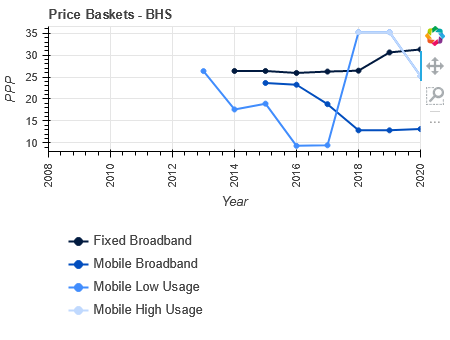 Price Baskets - BHS
35
30
25
20
15
10
PPP
2008
2010
2012
2014
2016
2018
2020
Year
Fixed Broadband
Mobile Broadband
Mobile Low Usage
Mobile High Usage